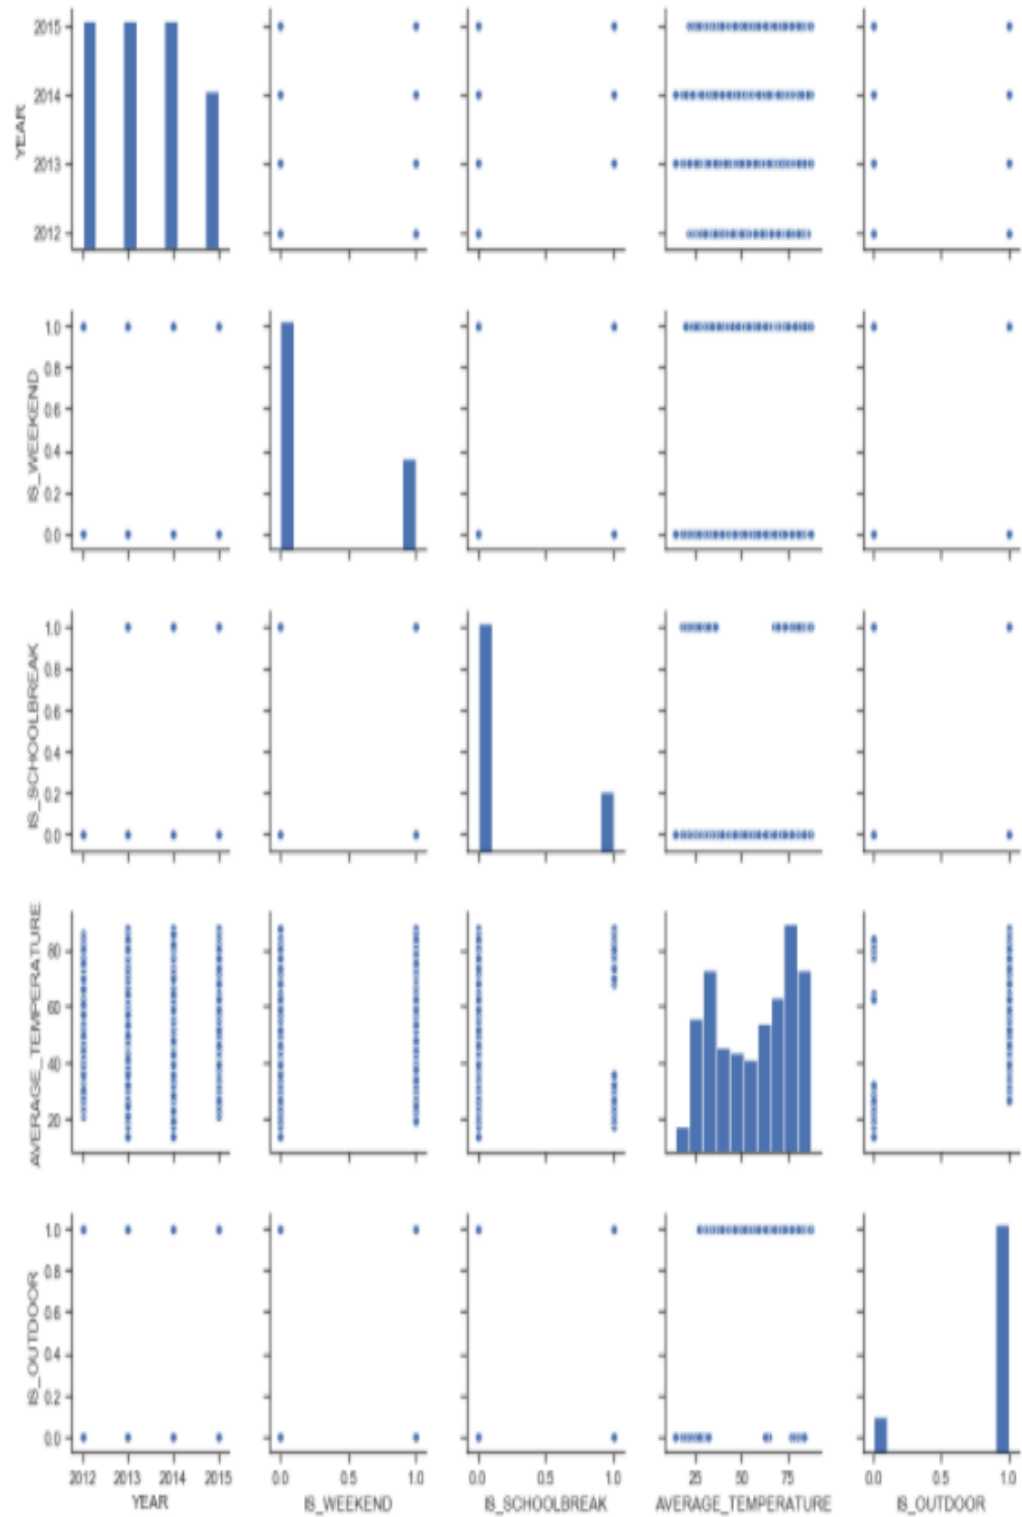 2015
2014
2013
2012
YEAR
1.0
0.8
0.6
0.4
0.2
0.0
IS_WEEKEND
1.0
0.8
0.6
0.4
0.2
0.0
IS_SCHOOLBREAK
80
60
40
20
AVERAGE_TEMPERATURE
1.0
0.8
0.6
0.4
0.2
0.0
IS_OUTDOOR
2012 2013 2014 2015
YEAR
0.0 0.5 1.0
IS_WEEKEND
0.0 0.5 1.0
IS_SCHOOLBREAK
25 50 75
AVERAGE_TEMPERATURE
0.0 0.5 1.0
IS_OUTDOOR